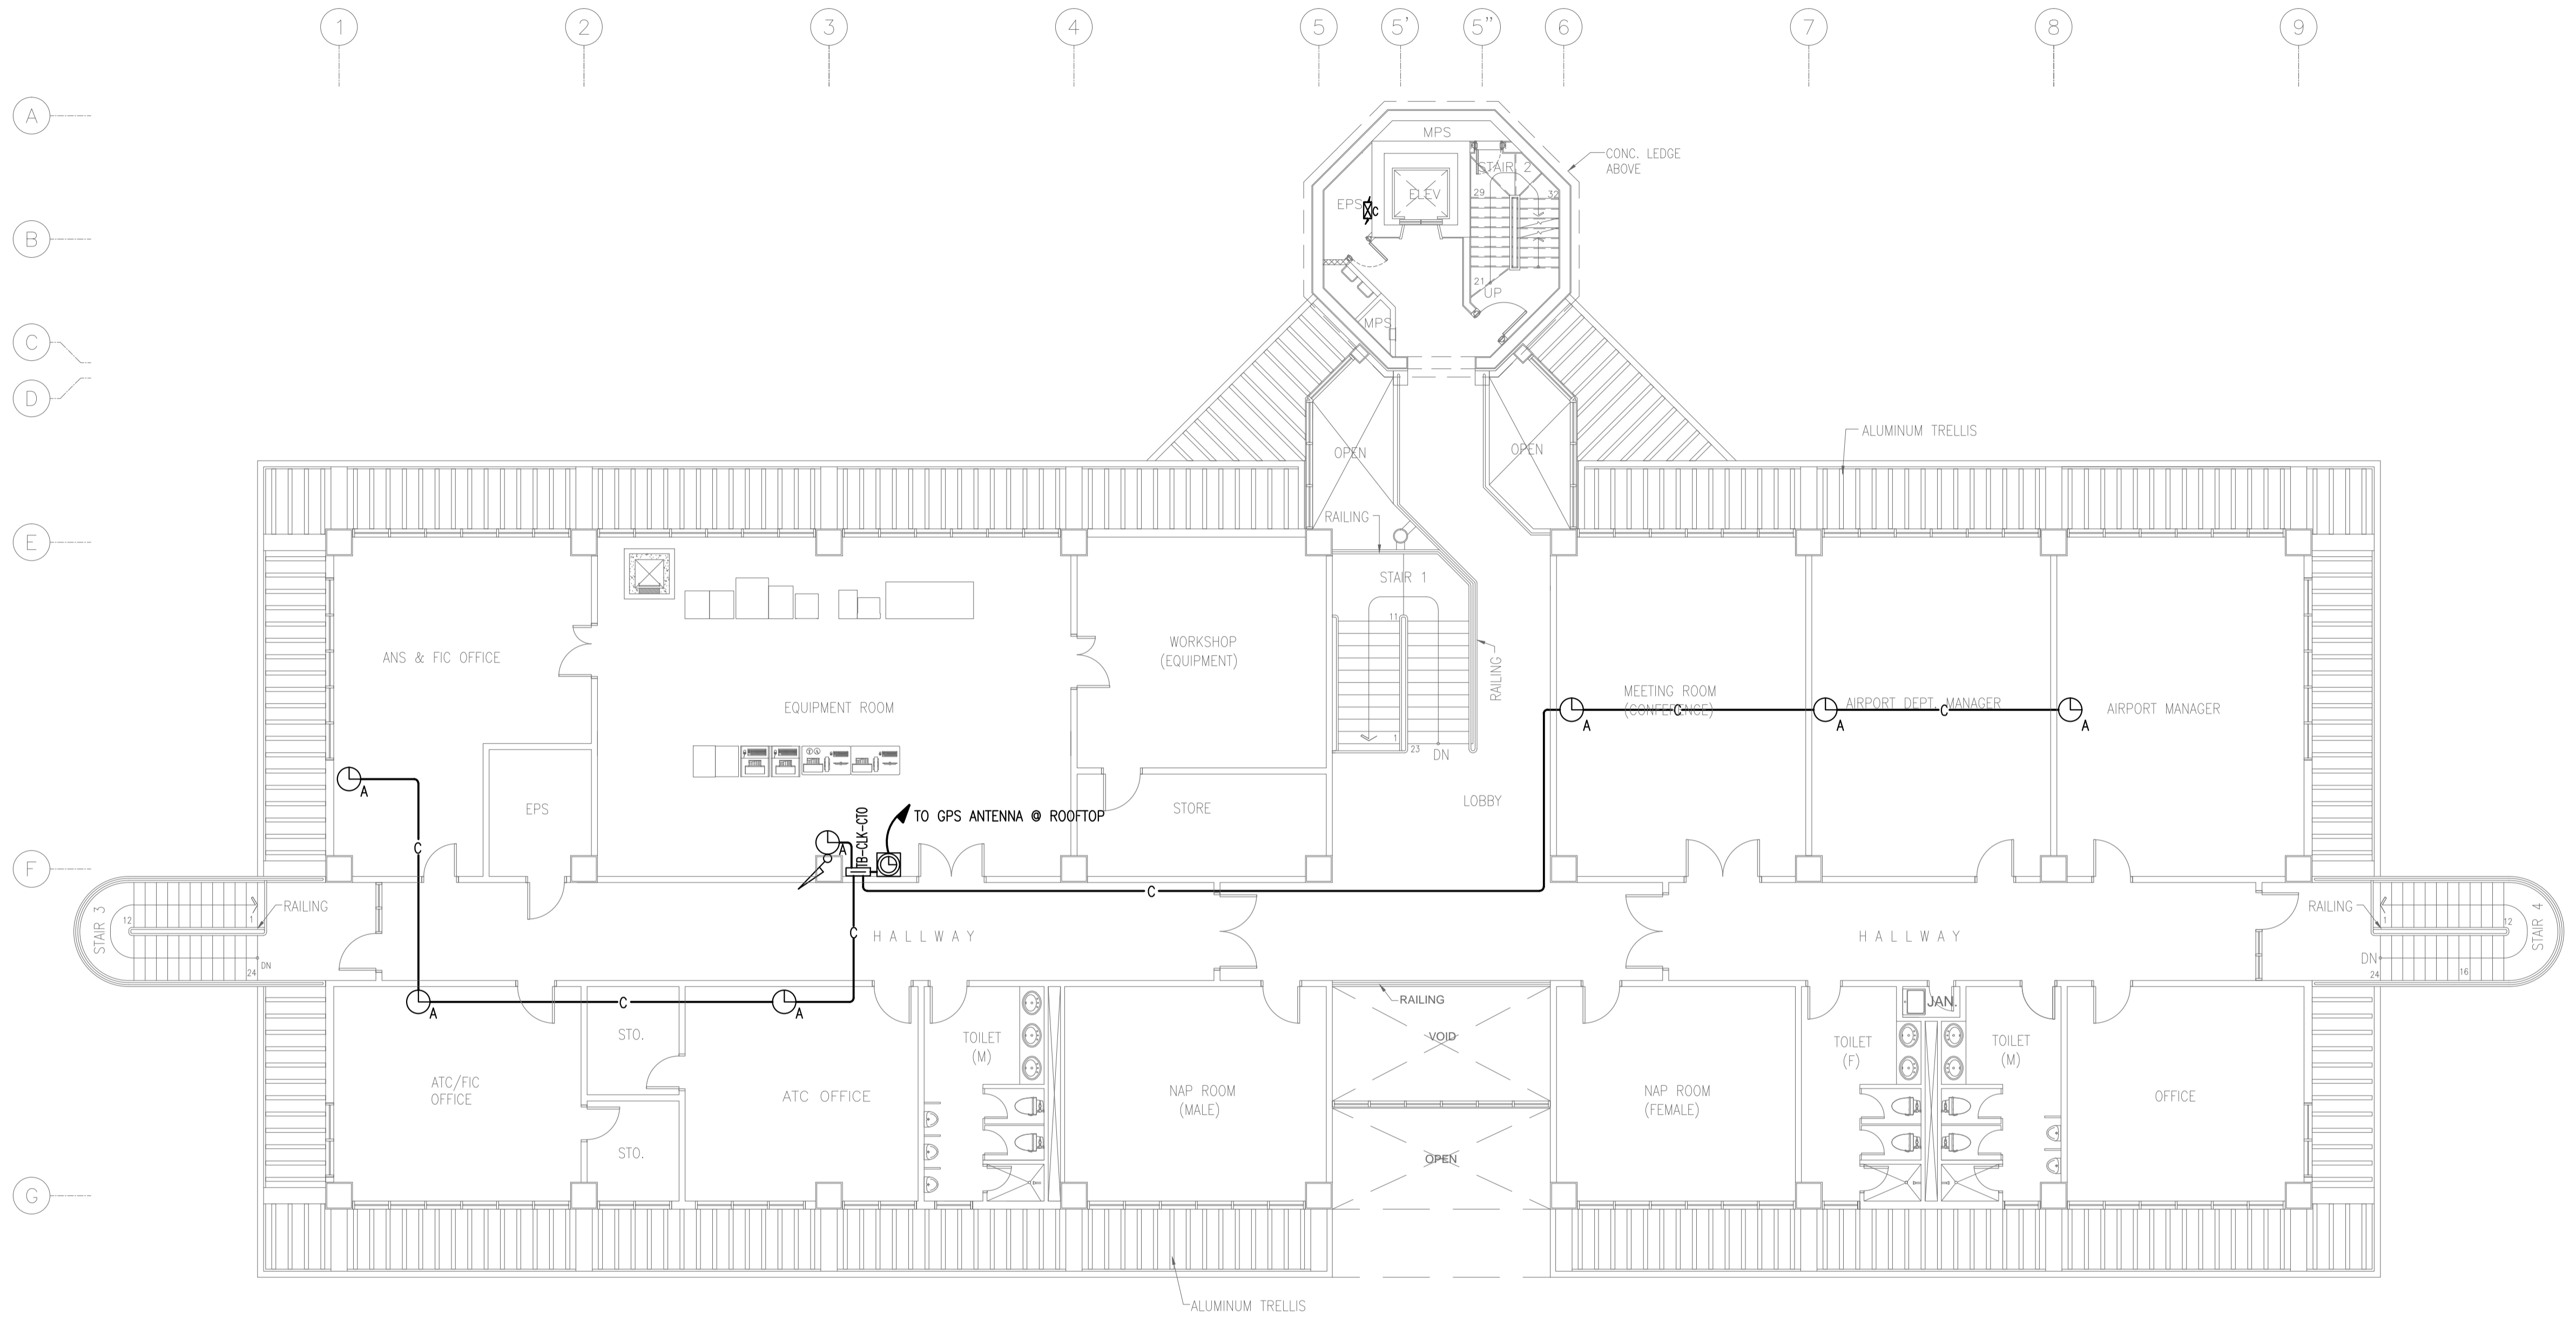 1 2 3 4 5 5' 5" 6 7 8 9
A
MPS
CONC. LEDGE
ABOVE
STAIR 2
ELEV
29 32
EPS C
B
21
UP
MPS
C
D
ALUMINUM TRELLIS
OPEN OPEN
RAILING
E
STAIR 1
11
WORKSHOP
(EQUIPMENT)
ANS & FIC OFFICE
RAILING
MEETING ROOM
(CONFERENCE)
EQUIPMENT ROOM
AIRPORT DEPT. MANAGER
AIRPORT MANAGER
C C
A A A
1
23
DN
A
EPS
STORE
LOBBY
TB-CLK-CTO
TO GPS ANTENNA @ ROOFTOP
C
A
F
C
RAILING
STAIR 3
12 1
24
DN
C
HALLWAY
HALLWAY
RAILING
STAIR 4
1 12
DN
24 16
C
A A
RAILING
JAN.
STO.
TOILET
(M)
VOID
TOILET
(F)
TOILET
(M)
ATC/FIC
OFFICE
ATC OFFICE
NAP ROOM
(MALE)
NAP ROOM
(FEMALE)
OFFICE
STO.
OPEN
G
ALUMINUM TRELLIS